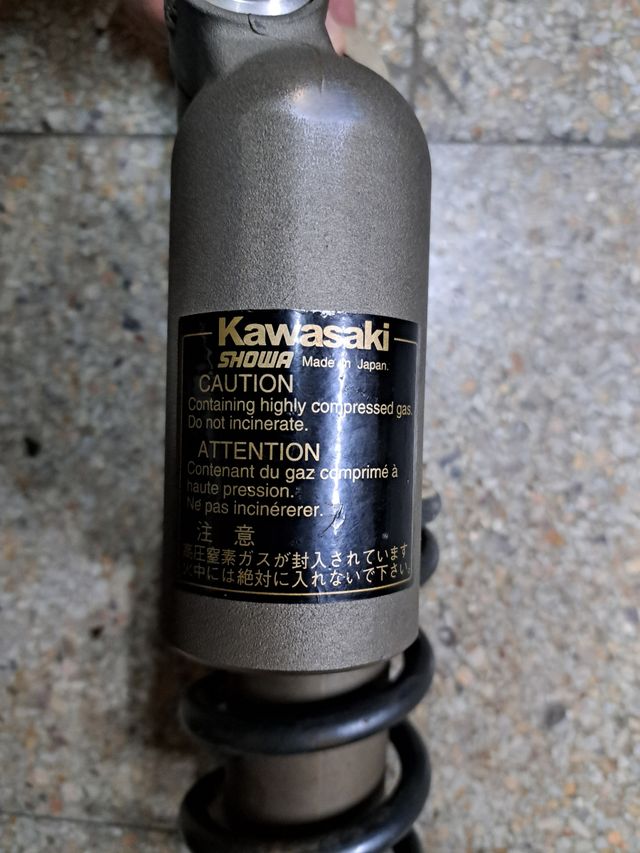 Kawasaki
SHOWA Made in Japan.
CAUTION
Containing highly compressed gas.
Do not incinerate.
ATTENTION
Contenant du gaz comprimé à
haute pression.
Ne pas incinérerer.
注 意
高圧窒素ガスが封入されています
火中には絶対に入れないで下さい。